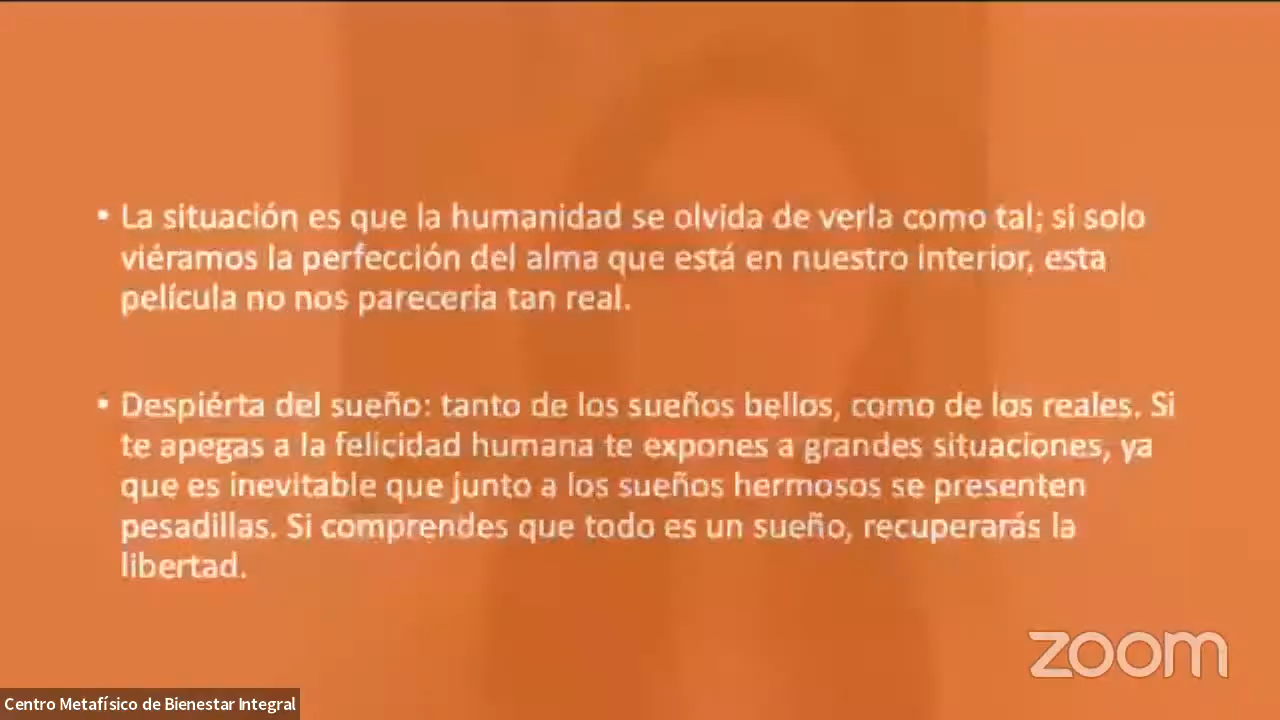 • La situación es que la humanidad se olvida de verla como tal; si solo
viéramos la perfección del alma que está en nuestro interior, esta
película no nos parecería tan real.
• Despiérta del sueño: tanto de los sueños bellos, como de los reales. Si
te apegas a la felicidad humana te expones a grandes situaciones, ya
que es inevitable que junto a los sueños hermosos se presenten
pesadillas. Si comprendes que todo es un sueño, recuperarás la
libertad.
zoom
Centro Metafísico de Bienestar Integral